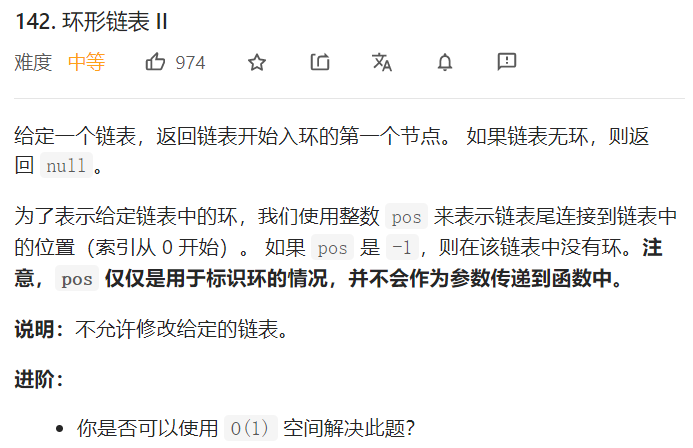 142. 环形链表 II
难度 中等 974
给定一个链表，返回链表开始入环的第一个节点。 如果链表无环，则返
回 null。
为了表示给定链表中的环，我们使用整数 pos 来表示链表尾连接到链表中
的位置（索引从 0 开始）。 如果 pos 是 -1，则在该链表中没有环。注
意，pos 仅仅是用于标识环的情况，并不会作为参数传递到函数中。
说明：不允许修改给定的链表。
进阶：
• 你是否可以使用 O(1) 空间解决此题？